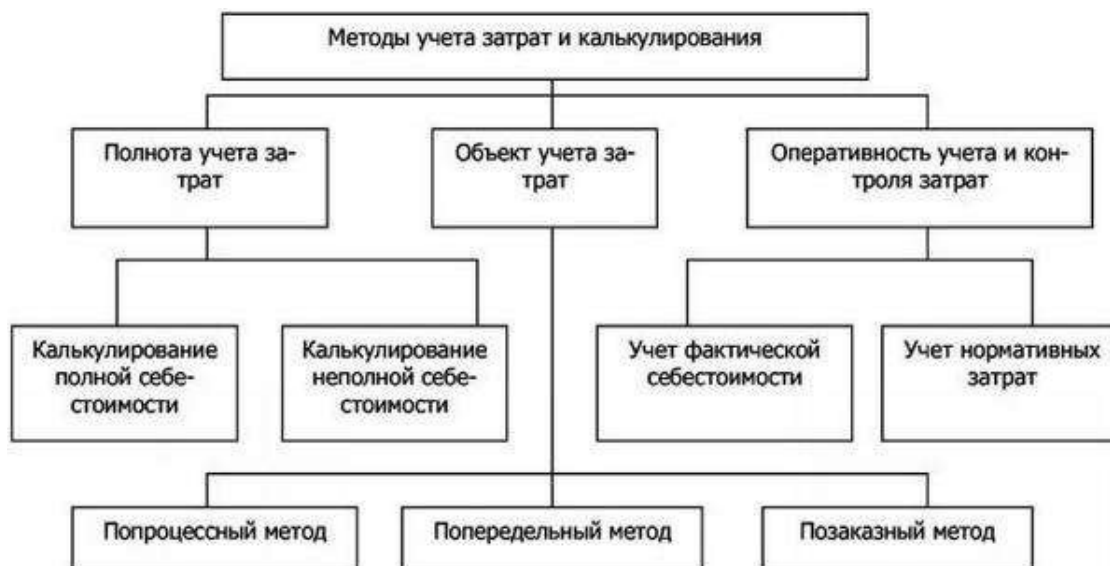 Методы учета затрат и калькулирования
Полнота учета за-
трат
Объект учета за-
трат
Оперативность учета и кон-
троля затрат
Калькулирование
полной себе-
стоимости
Калькулирование
неполной себе-
стоимости
Учет фактической
себестоимости
Учет нормативных
затрат
Попроцессный метод
Попередельный метод
Позаказный метод